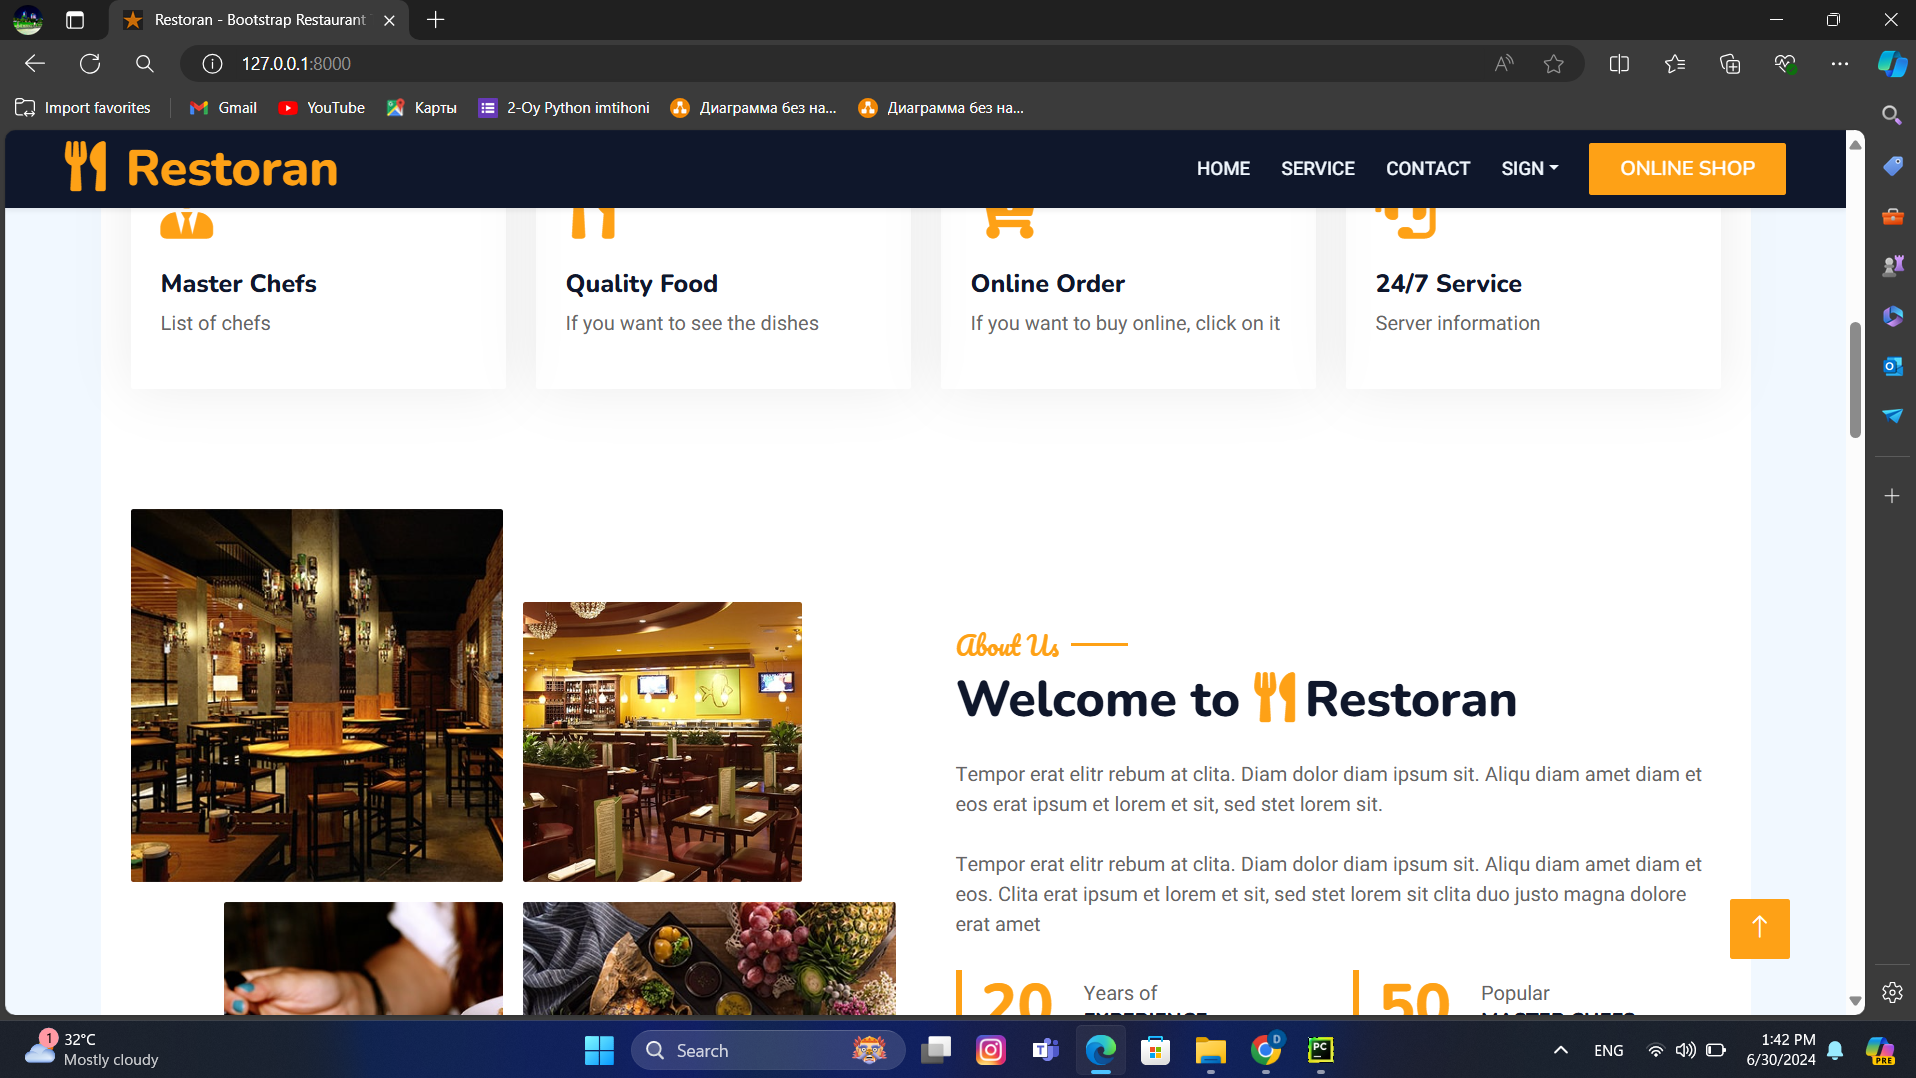 Restoran - Bootstrap Restaurant
127.0.0.1:8000
Import favorites
Gmail
YouTube
Карты
2-Oy Python imtihoni
Диаграмма без на...
Диаграмма без на...
Restoran
HOME
SERVICE
CONTACT
SIGN
ONLINE SHOP
Master Chefs
List of chefs
Quality Food
If you want to see the dishes
Online Order
If you want to buy online, click on it
24/7 Service
Server information
About Us
Welcome to Restoran
Tempor erat elitr rebum at clita. Diam dolor diam ipsum sit. Aliqu diam amet diam et
eos erat ipsum et lorem et sit, sed stet lorem sit.
Tempor erat elitr rebum at clita. Diam dolor diam ipsum sit. Aliqu diam amet diam et
eos. Clita erat ipsum et lorem et sit, sed stet lorem sit clita duo justo magna dolore
erat amet
20
Years of
EXPERIENCE
50
Popular
MASTER CHEFS
1
32°C
Mostly cloudy
Search
PC
D
ENG
1:42 PM
6/30/2024
PRE